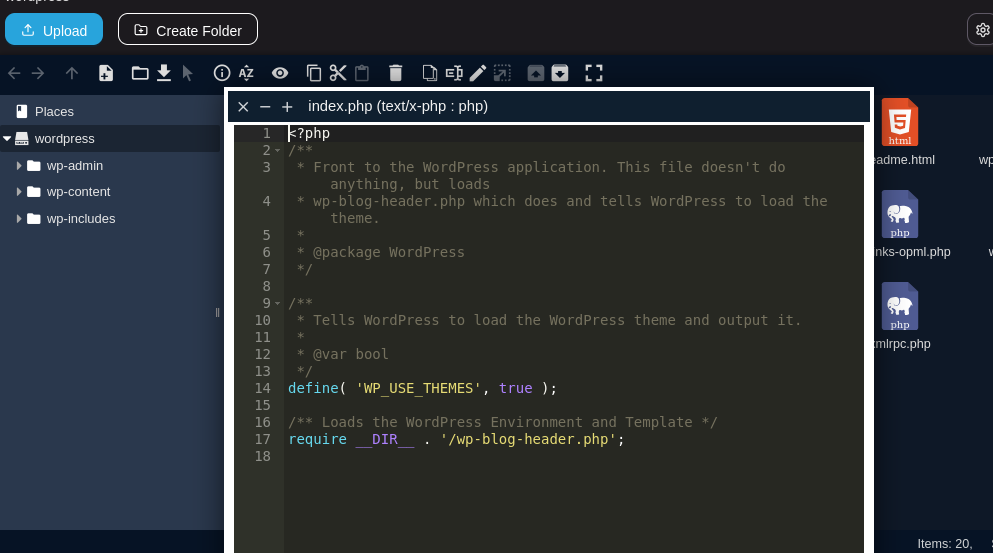 Upload
Create Folder
index.php (text/x-php : php)
Places
wordpress
wp-admin
wp-content
wp-includes
1 <?php
2 /**
3 * Front to the WordPress application. This file doesn't do
anything, but loads
4 * wp-blog-header.php which does and tells WordPress to load the
theme.
5 *
6 * @package WordPress
7 */
8
9 /**
10 * Tells WordPress to load the WordPress theme and output it.
11 *
12 * @var bool
13 */
14 define( 'WP_USE_THEMES', true );
15
16 /** Loads the WordPress Environment and Template */
17 require __DIR__ . '/wp-blog-header.php';
18
html
eadme.html
wp
php
nks-opml.php
php
mlrpc.php
Items: 20,